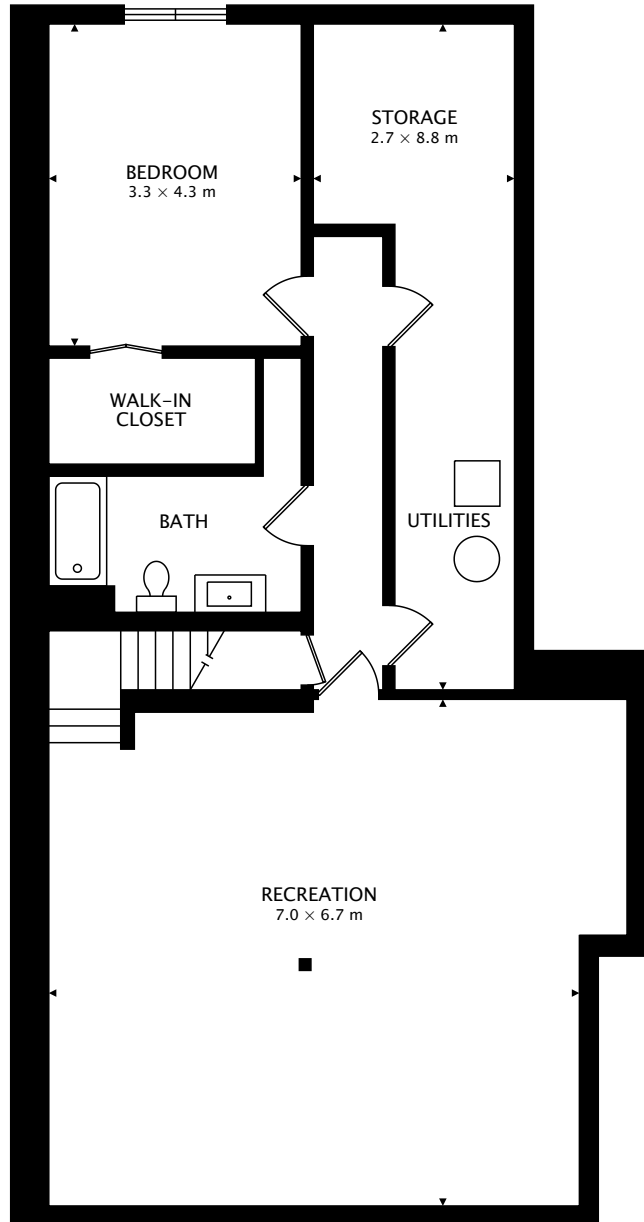 STORAGE
2.7 × 8.8 m
BEDROOM
3.3 × 4.3 m
WALK-IN
CLOSET
BATH
UTILITIES
RECREATION
7.0 × 6.7 m